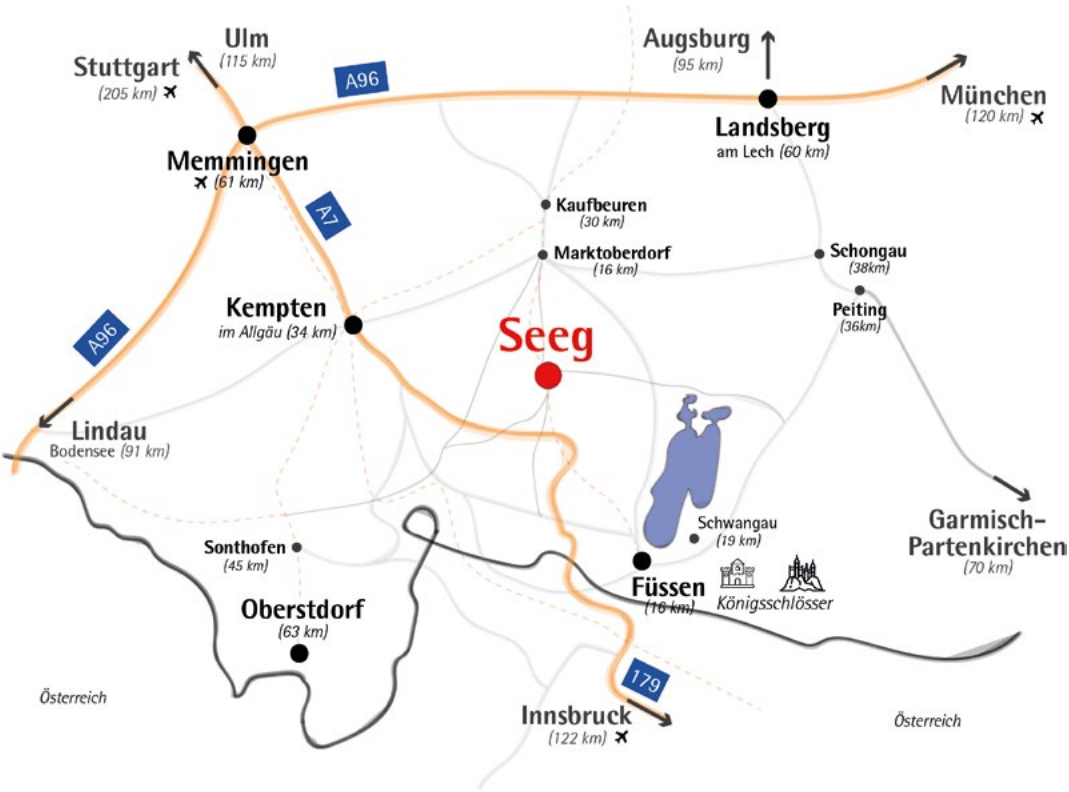 Ulm
(115 km)
Stuttgart
(205 km)
A96
Augsburg
(95 km)
München
(120 km)
Landsberg
am Lech (60 km)
Memmingen
(61 km)
A7
Kaufbeuren
(30 km)
Marktoberdorf
(16 km)
Schongau
(38km)
Peiting
(36km)
Kempten
im Allgäu (34 km)
Seeg
A96
Lindau
Bodensee (91 km)
Schwangau
(19 km)
Garmisch-
Partenkirchen
(70 km)
Sonthofen
(45 km)
Füssen
(16 km)
Königsschlösser
Oberstdorf
(63 km)
179
Österreich
Innsbruck
(122 km)
Österreich